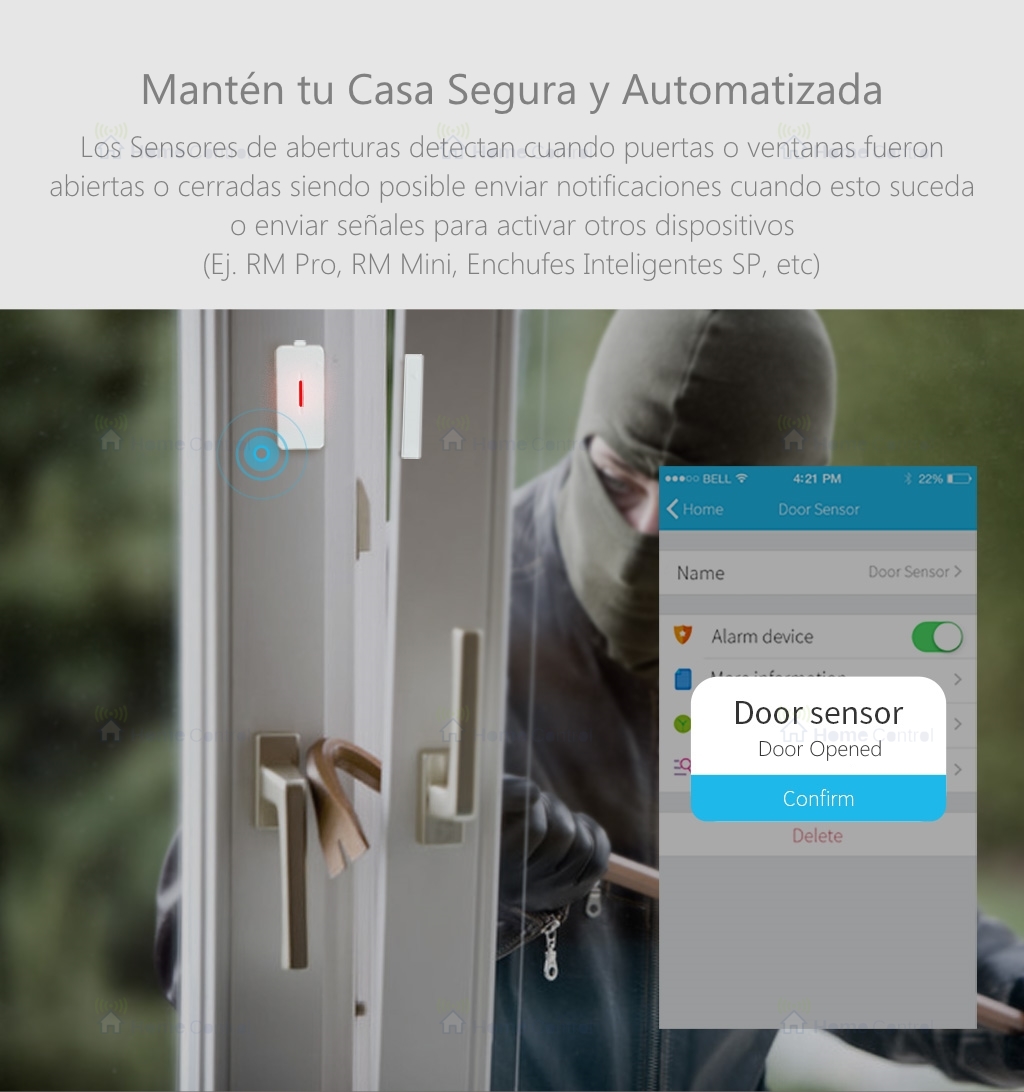 Mantén tu Casa Segura y Automatizada
Los Sensores de aberturas detectan cuando puertas o ventanas fueron
abiertas o cerradas siendo posible enviar notificaciones cuando esto suceda
o enviar señales para activar otros dispositivos
(Ej. RM Pro, RM Mini, Enchufes Inteligentes SP, etc)
BELL 4:21 PM 22%
Home Door Sensor
Name Door Sensor
Alarm device
More information
Door sensor
Door Opened
Confirm
Delete
Home Control